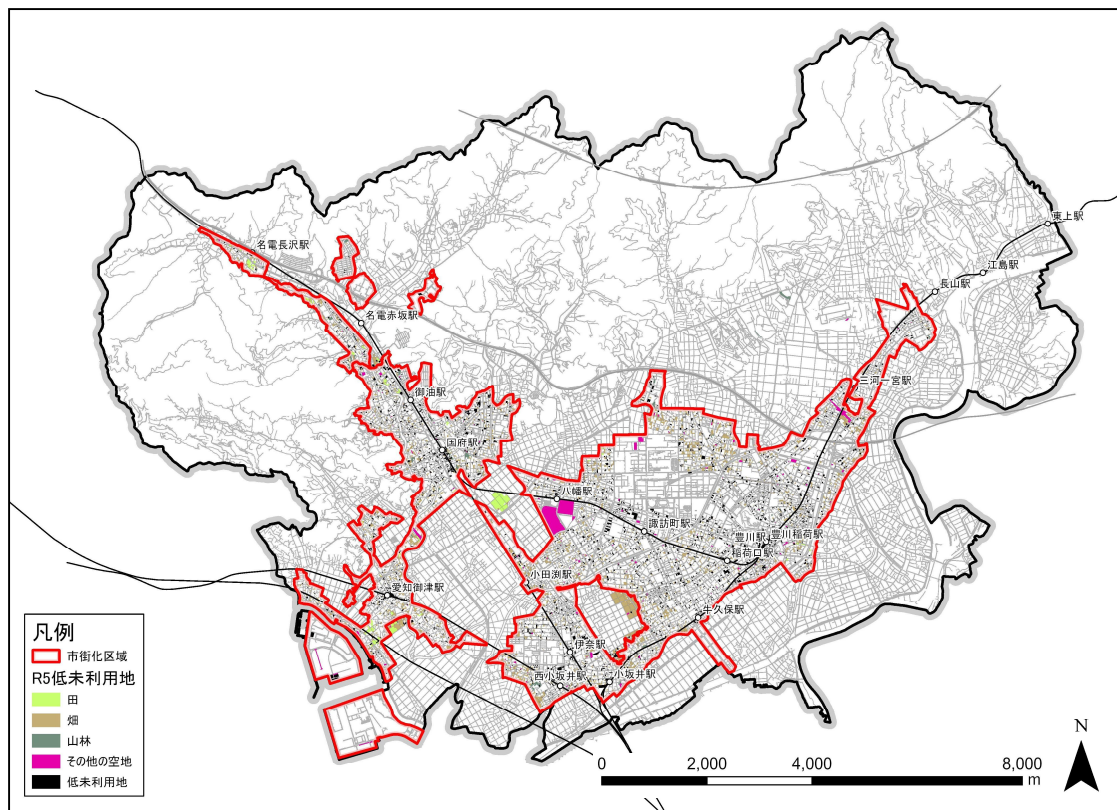 東上駅
江島駅
長山駅
名電長沢駅
名電赤坂駅
三河一宮駅
御油駅
国府駅
八幡駅
諏訪町駅
豊川駅
豊川稲荷駅
稲荷口駅
小田渕駅
愛知御津駅
牛久保駅
伊奈駅
西小坂井駅
小坂井駅
凡例
市街化区域
R5低未利用地
田
畑
山林
その他の空地
低未利用地
0 2,000 4,000 8,000
m
N